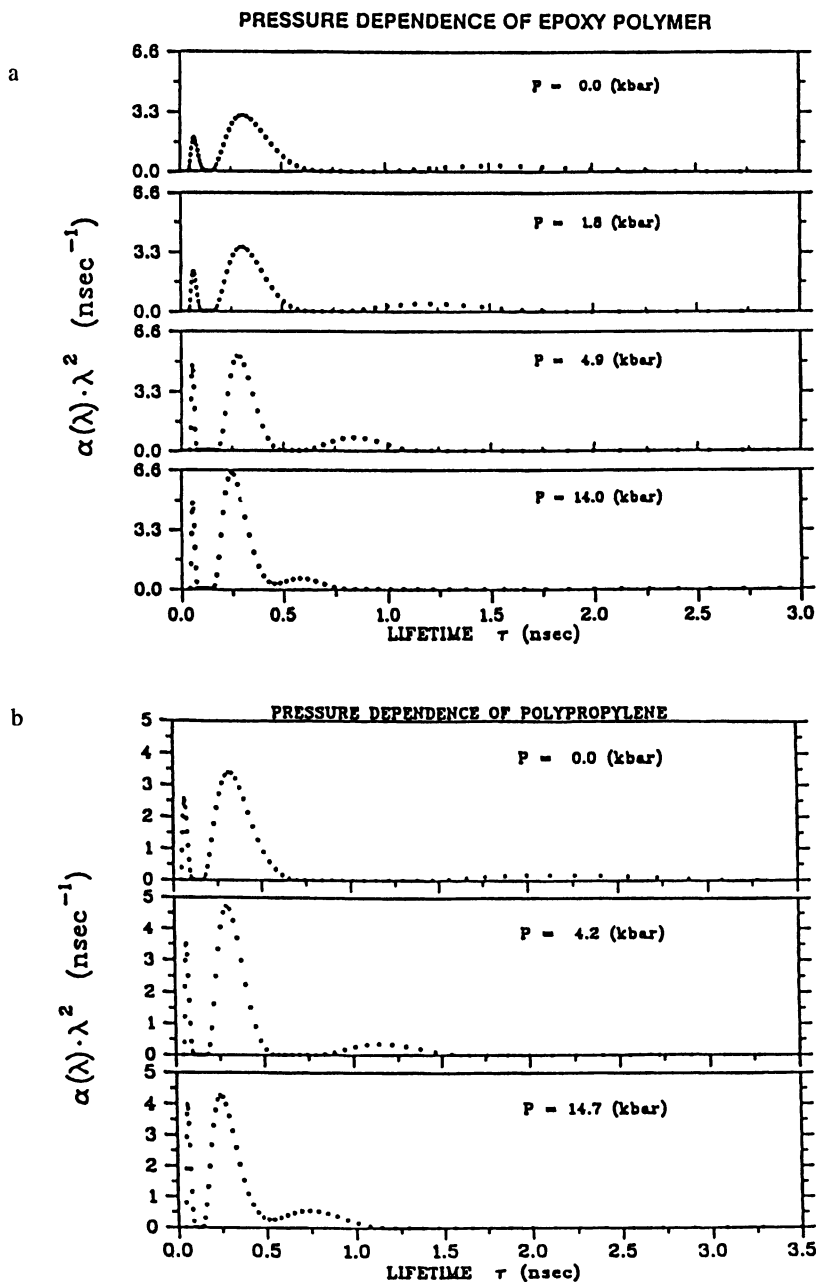 PRESSURE DEPENDENCE OF EPOXY POLYMER
a
6.6
3.3
0.0
P = 0.0 (kbar)
6.6
3.3
0.0
P = 1.8 (kbar)
6.6
3.3
0.0
P = 4.9 (kbar)
6.6
3.3
0.0
P = 14.0 (kbar)
α(λ)·λ² (nsec⁻¹)
0.0 0.5 1.0 1.5 2.0 2.5 3.0
LIFETIME τ (nsec)
b
PRESSURE DEPENDENCE OF POLYPROPYLENE
5
4
3
2
1
0
P = 0.0 (kbar)
5
4
3
2
1
0
P = 4.2 (kbar)
5
4
3
2
1
0
P = 14.7 (kbar)
α(λ)·λ² (nsec⁻¹)
0.0 0.5 1.0 1.5 2.0 2.5 3.0 3.5
LIFETIME τ (nsec)